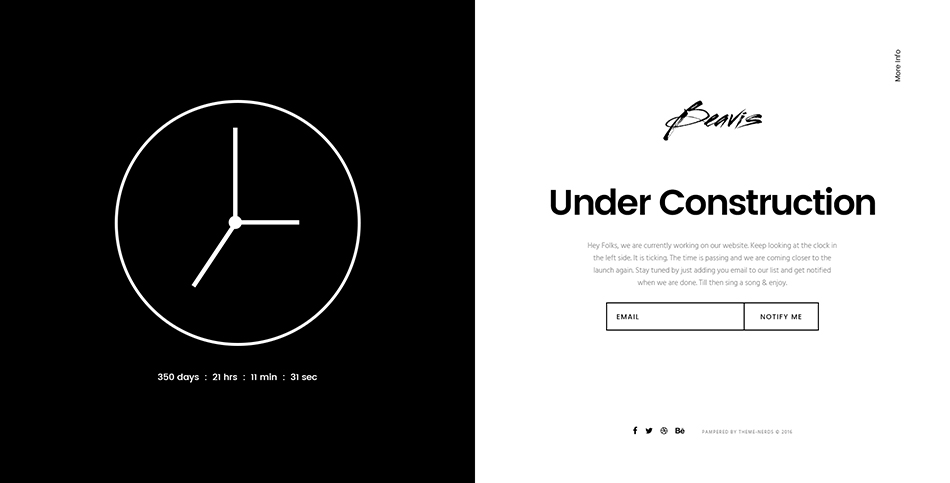 350 days : 21 hrs : 11 min : 31 sec
More Info
Beavis
Under Construction
Hey Folks, we are currently working on our website. Keep looking at the clock in
the left side. It is ticking. The time is passing and we are coming closer to the
launch again. Stay tuned by just adding you email to our list and get notified
when we are done. Till then sing a song & enjoy.
EMAIL
NOTIFY ME
PAMPERED BY THEME-NERDS © 2016